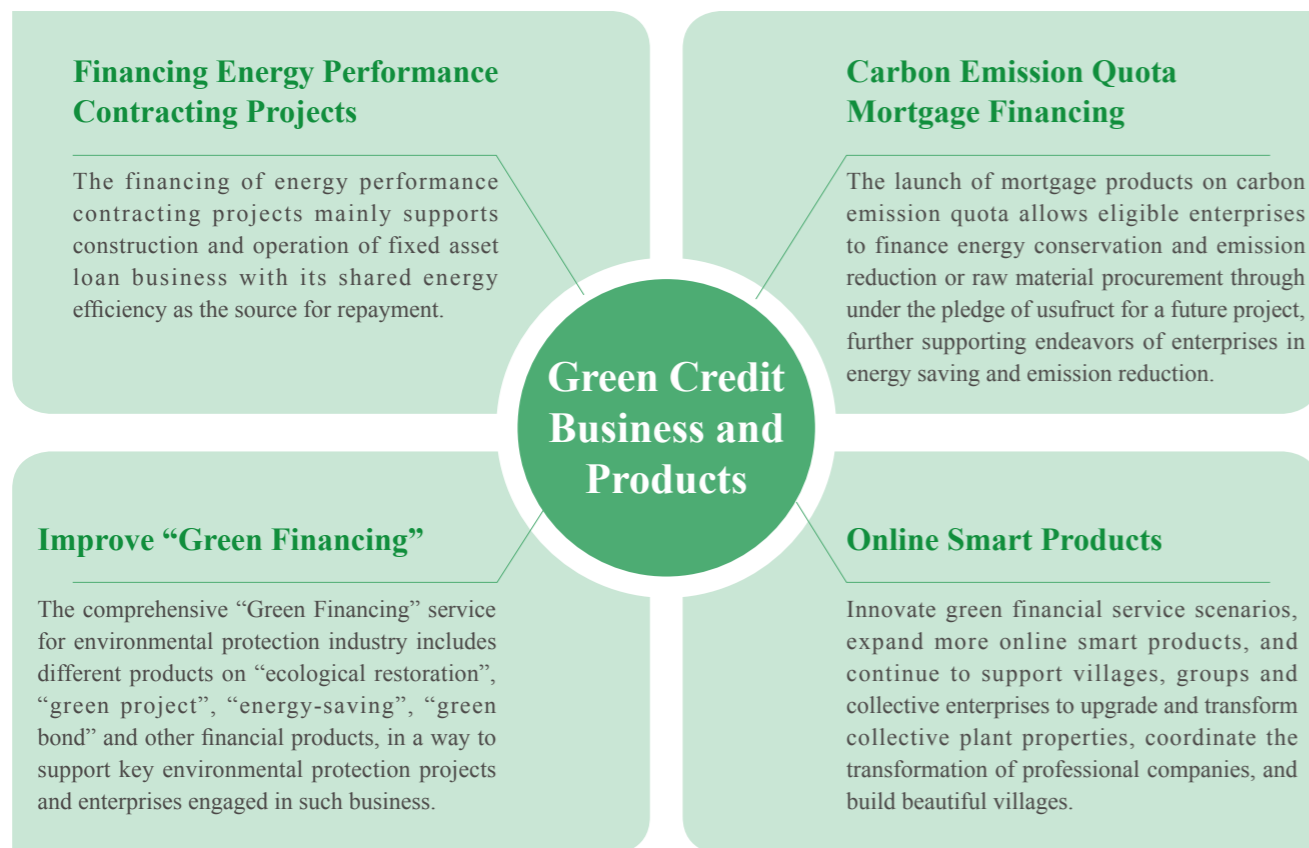 Financing Energy Performance
Contracting Projects
The financing of energy performance
contracting projects mainly supports
construction and operation of fixed asset
loan business with its shared energy
efficiency as the source for repayment.
Carbon Emission Quota
Mortgage Financing
The launch of mortgage products on carbon
emission quota allows eligible enterprises
to finance energy conservation and emission
reduction or raw material procurement through
under the pledge of usufruct for a future project,
further supporting endeavors of enterprises in
energy saving and emission reduction.
Green Credit
Business and
Products
Improve “Green Financing”
The comprehensive “Green Financing” service
for environmental protection industry includes
different products on “ecological restoration”,
“green project”, “energy-saving”, “green
bond” and other financial products, in a way to
support key environmental protection projects
and enterprises engaged in such business.
Online Smart Products
Innovate green financial service scenarios,
expand more online smart products, and
continue to support villages, groups and
collective enterprises to upgrade and transform
collective plant properties, coordinate the
transformation of professional companies, and
build beautiful villages.